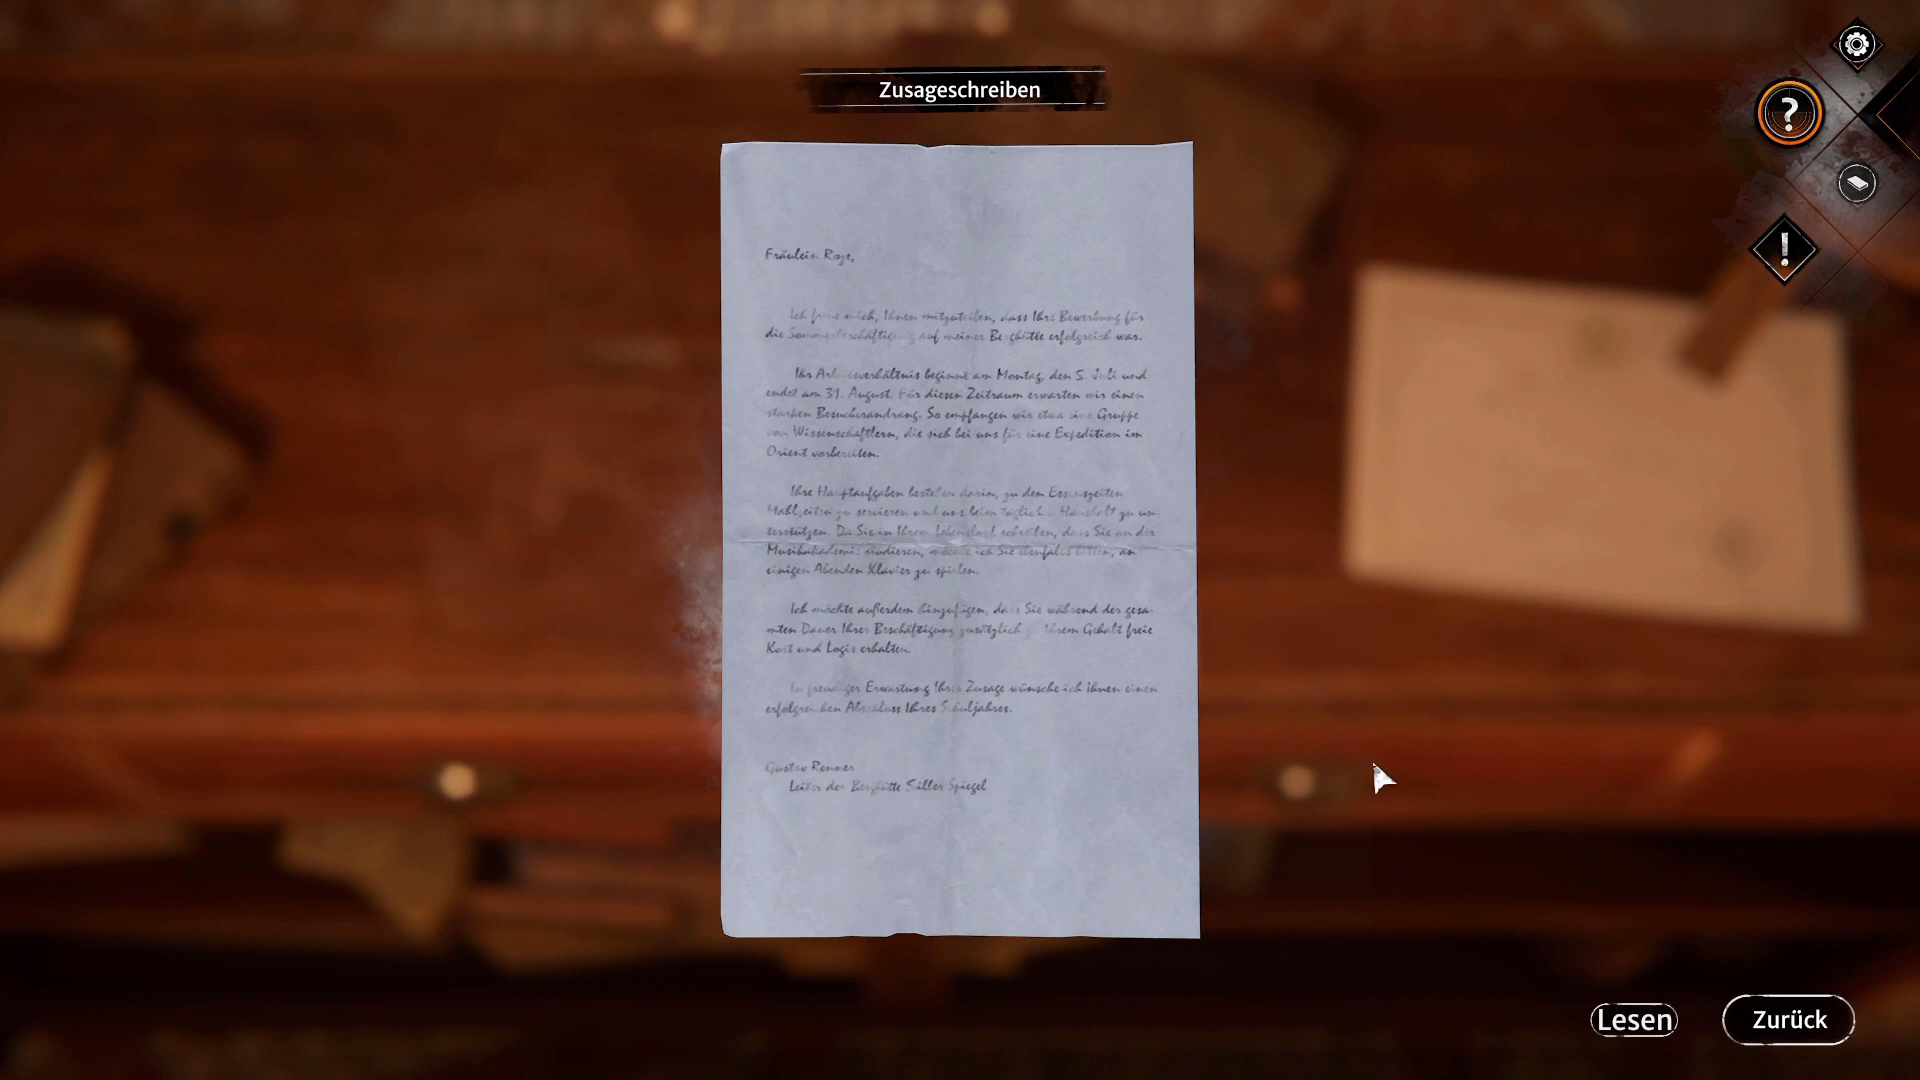 Zusageschreiben
Fräulein Roze,
Ich freue mich, Ihnen mitzuteilen, dass Ihre Bewerbung für
die Sommerbeschäftigung auf meiner Berghütte erfolgreich war.
Ihr Arbeitsverhältnis beginnt am Montag, den 5. Juli und
endet am 31. August. Für diesen Zeitraum erwarten wir einen
starken Besucherandrang. So empfangen wir etwa eine Gruppe
von Wissenschaftlern, die sich bei uns für eine Expedition im
Orient vorbereiten.
Ihre Hauptaufgaben bestehen darin, zu den Essenszeiten
Mahlzeiten zu servieren und uns beim täglichen Haushalt zu un-
terstützen. Da Sie in Ihrem Lebenslauf schreiben, dass Sie an der
Musikakademie studieren, möchte ich Sie ebenfalls bitten, an
einigen Abenden Klavier zu spielen.
Ich möchte außerdem hinzufügen, dass Sie während der gesa-
mten Dauer Ihrer Beschäftigung zusätzlich zu Ihrem Gehalt freie
Kost und Logis erhalten.
In freudiger Erwartung Ihrer Zusage wünsche ich Ihnen einen
erfolgreichen Abschluss Ihres Schuljahres.
Gustav Renner
Leiter der Berghütte Stiller Spiegel
Lesen
Zurück